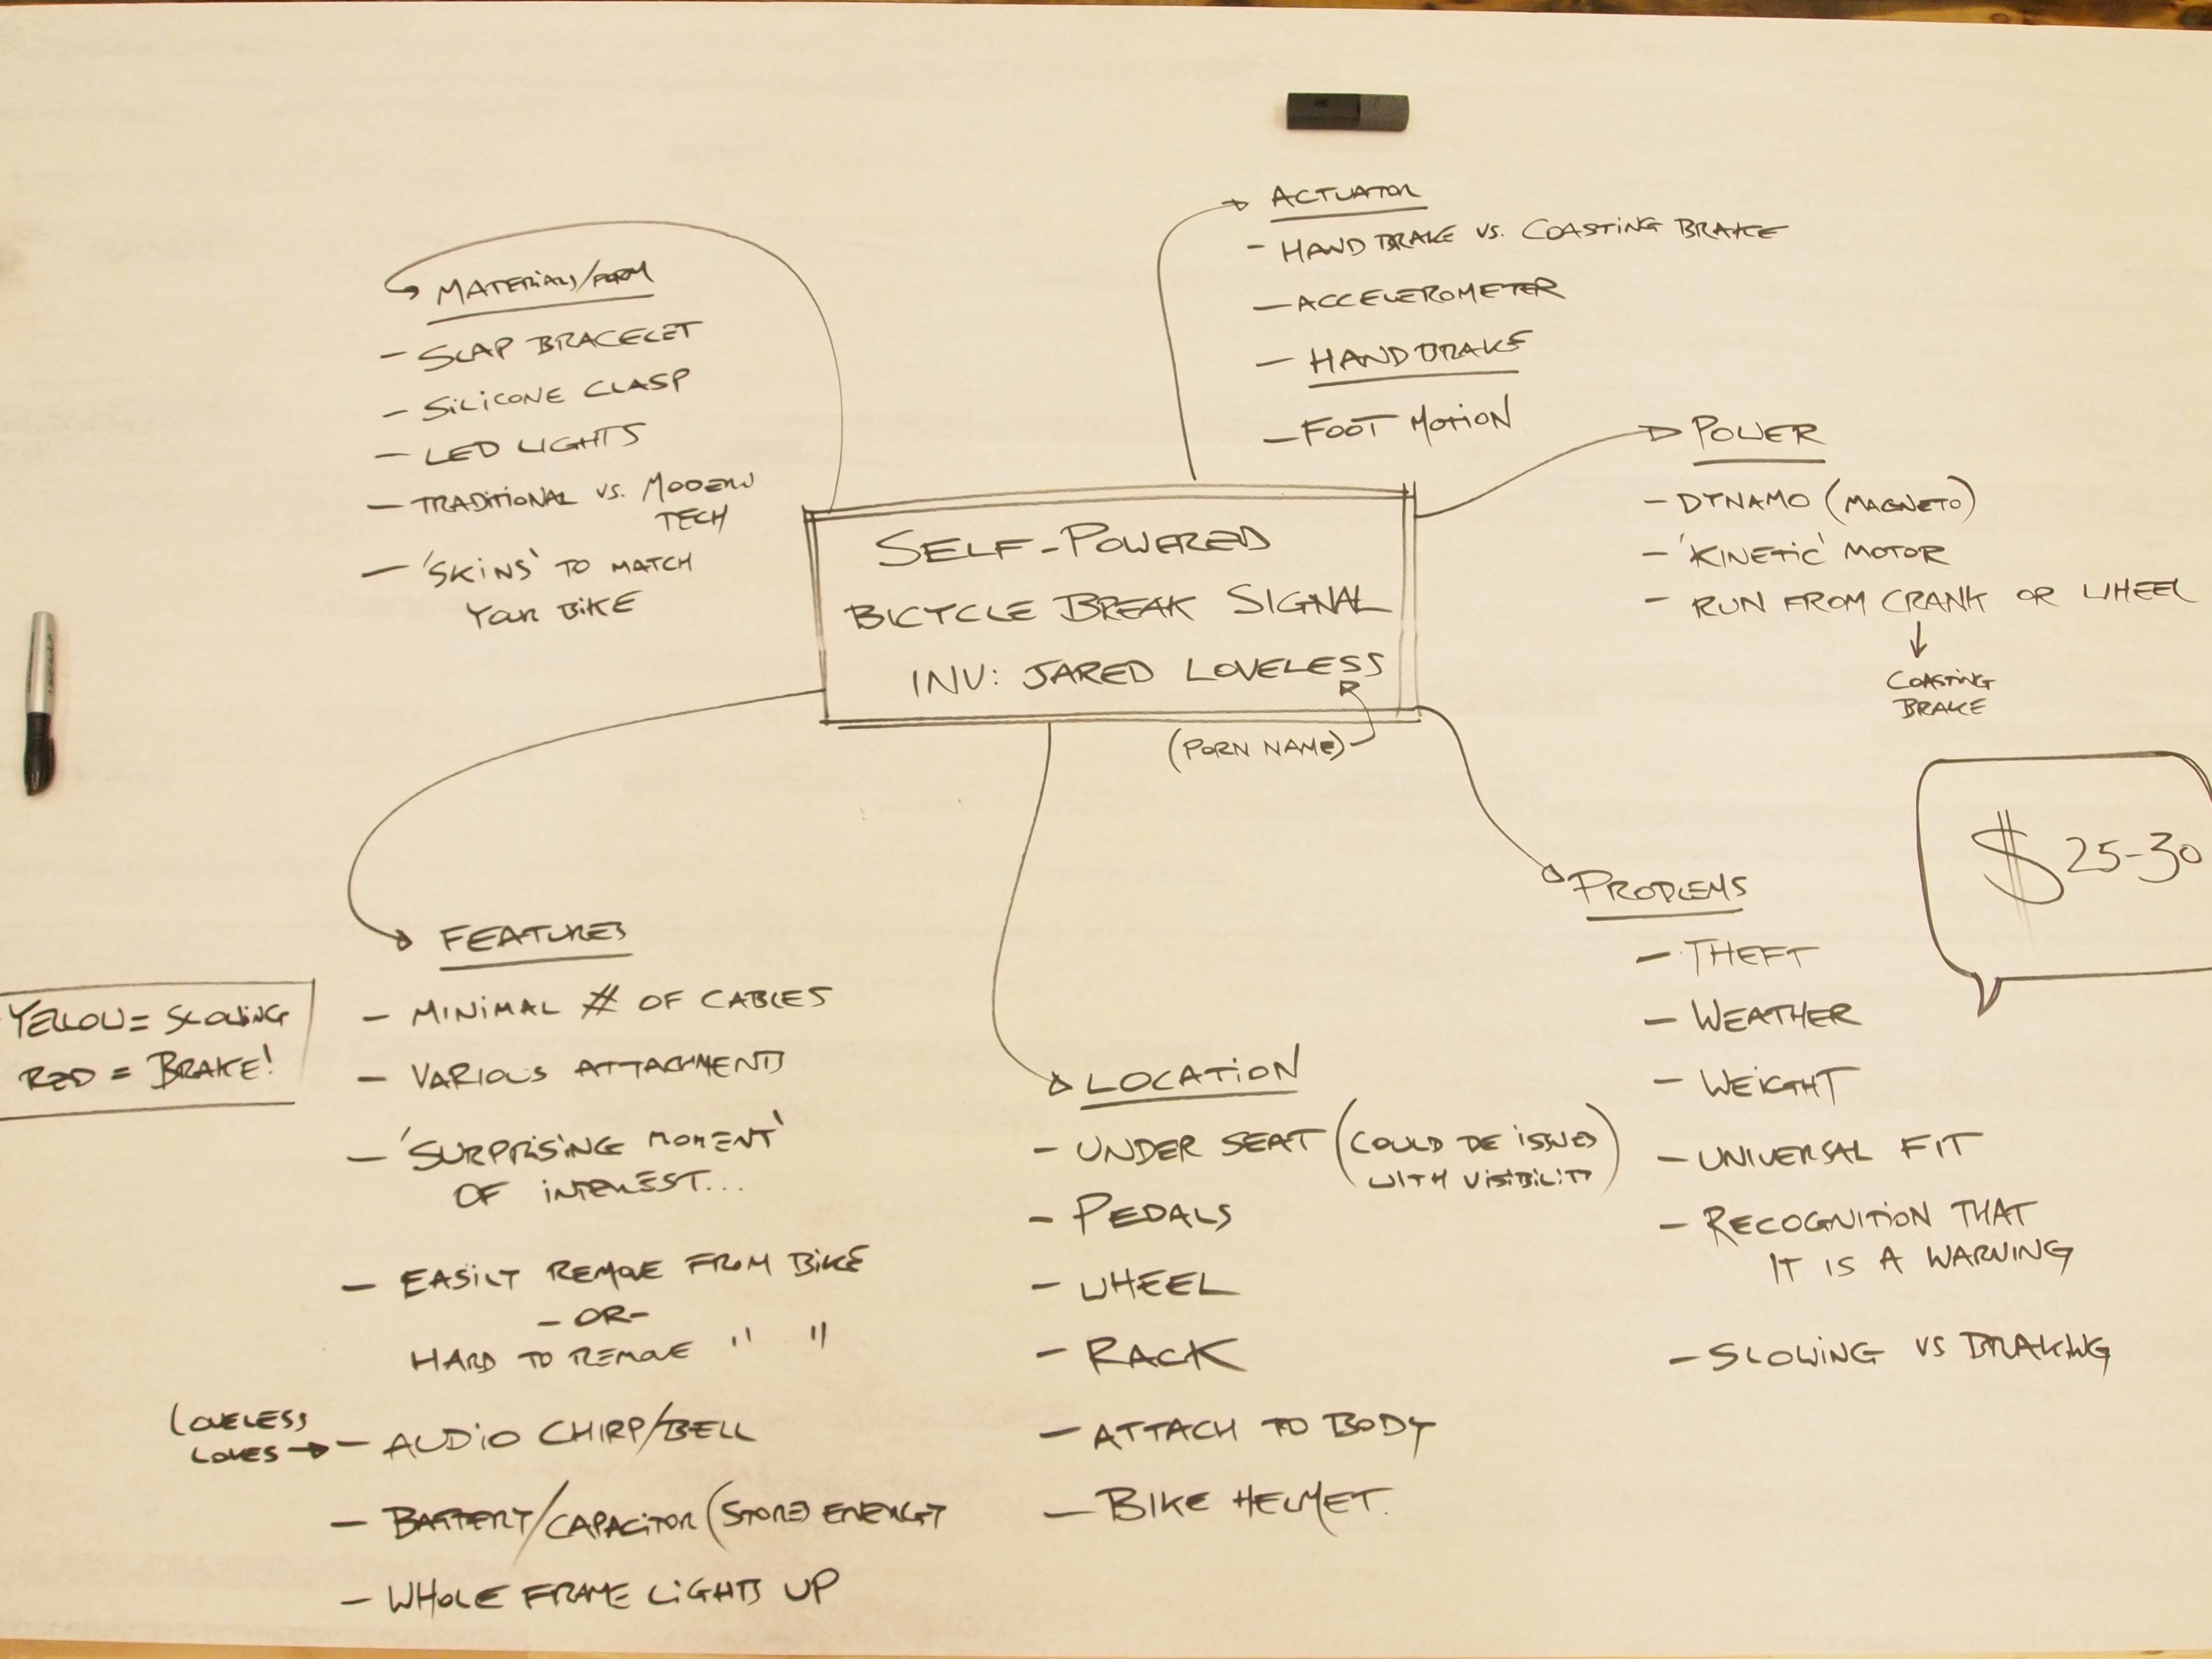 ACTUATOR
- HAND BRAKE VS. COASTING BRAKE
- ACCELEROMETER
- HANDBRAKE
- FOOT MOTION
MATERIALS/FORM
- SLAP BRACELET
- SILICONE CLASP
- LED LIGHTS
- TRADITIONAL VS. MODERN
TECH
- 'SKINS' TO MATCH
YOUR BIKE
POWER
- DYNAMO (MAGNETO)
- 'KINETIC' MOTOR
- RUN FROM CRANK OR WHEEL
COASTING
BRAKE
SELF-POWERED
BICYCLE BREAK SIGNAL
INV: JARED LOVELESS
(PORN NAME)
$25-30
PROBLEMS
- THEFT
- WEATHER
- WEIGHT
- UNIVERSAL FIT
- RECOGNITION THAT
IT IS A WARNING
- SLOWING VS BRAKING
FEATURES
- MINIMAL # OF CABLES
- VARIOUS ATTACHMENTS
- 'SURPRISING MOMENT'
OF INTEREST...
- EASILY REMOVE FROM BIKE
- OR -
HARD TO REMOVE " "
LOVELESS
LOVES → - AUDIO CHIRP/BELL
- BATTERY/CAPACITOR (STORED ENERGY
- WHOLE FRAME LIGHTS UP
YELLOW = SLOWING
RED = BRAKE!
LOCATION
- UNDER SEAT (COULD BE ISSUES
WITH VISIBILITY)
- PEDALS
- WHEEL
- RACK
- ATTACH TO BODY
- BIKE HELMET.